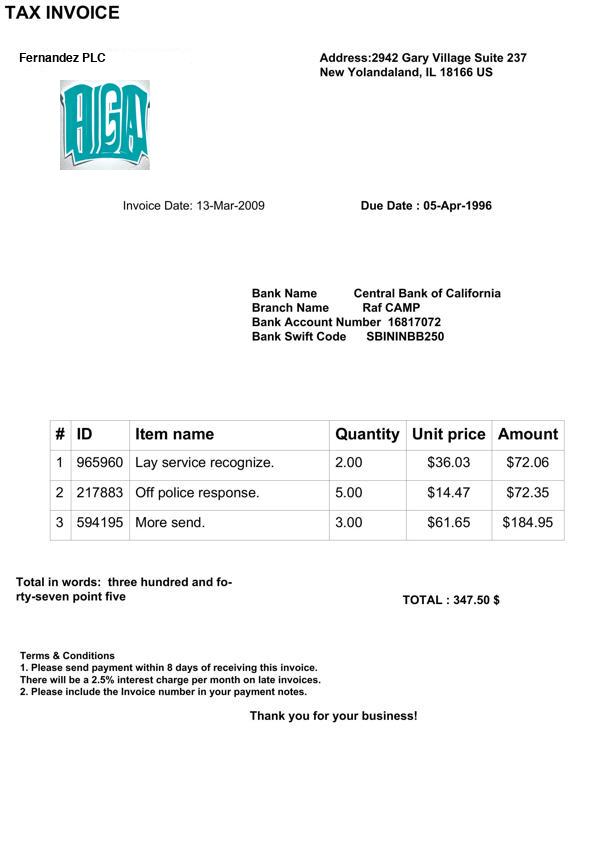 TAX INVOICE
Fernandez PLC
Address:2942 Gary Village Suite 237
New Yolandaland, IL 18166 US
Invoice Date: 13-Mar-2009
Due Date : 05-Apr-1996
Bank Name Central Bank of California
Branch Name Raf CAMP
Bank Account Number 16817072
Bank Swift Code SBININBB250
# ID Item name Quantity Unit price Amount
1 965960 Lay service recognize. 2.00 $36.03 $72.06
2 217883 Off police response. 5.00 $14.47 $72.35
3 594195 More send. 3.00 $61.65 $184.95
Total in words: three hundred and fo-
rty-seven point five
TOTAL : 347.50 $
Terms & Conditions
1. Please send payment within 8 days of receiving this invoice.
There will be a 2.5% interest charge per month on late invoices.
2. Please include the Invoice number in your payment notes.
Thank you for your business!